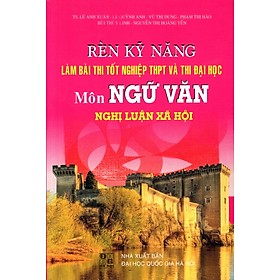 TS. LÊ ANH XUÂN - LÊ QUỲNH ANH - VŨ THỊ DUNG - PHẠM THỊ HẢO
BÙI THỊ LINH - NGUYỄN THỊ HOÀNG YẾN
RÈN KỸ NĂNG
LÀM BÀI THI TỐT NGHIỆP THPT VÀ THI ĐẠI HỌC
Môn NGỮ VĂN
NGHỊ LUẬN XÃ HỘI
NHÀ XUẤT BẢN
ĐẠI HỌC QUỐC GIA HÀ NỘI